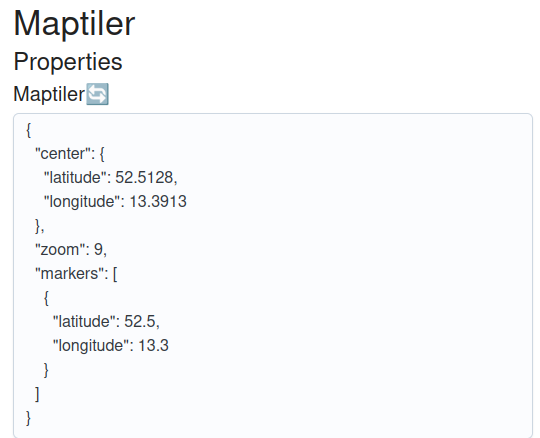 Maptiler
Properties
Maptiler🔄
{
  "center": {
    "latitude": 52.5128,
    "longitude": 13.3913
  },
  "zoom": 9,
  "markers": [
    {
      "latitude": 52.5,
      "longitude": 13.3
    }
  ]
}